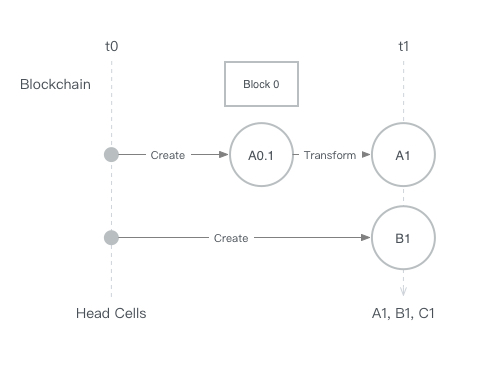 t0
t1
Blockchain
Block 0
Create
A0.1
Transform
A1
Create
B1
Head Cells
A1, B1, C1